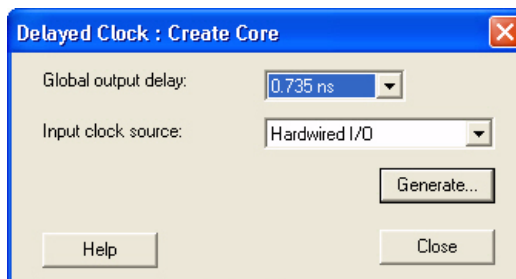 Delayed Clock : Create Core
Global output delay: 0.735 ns
Input clock source: Hardwired I/O
Generate...
Help Close